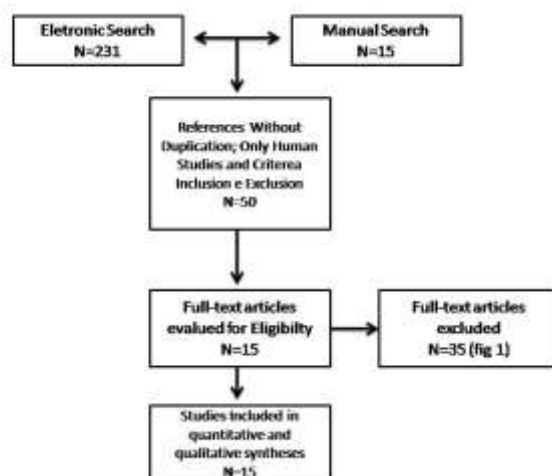 Eletronic Search
N=231
Manual Search
N=15
References Without
Duplication; Only Human
Studies and Criterea
Inclusion e Exclusion
N=50
Full-text articles
evalued for Eligibilty
N=15
Full-text articles
excluded
N=35 (fig 1)
Studies Included in
quantitative and
qualitative syntheses
N=15